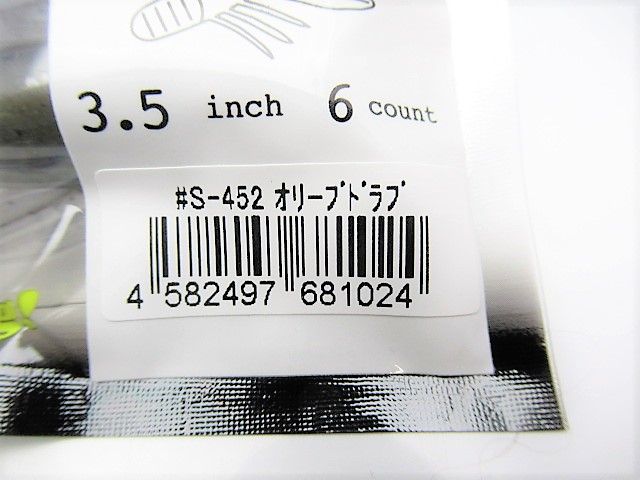 3.5 inch 6 count
#S-452 ｵﾘｰﾌﾞﾄﾞﾗﾌﾞ
4 582497 681024